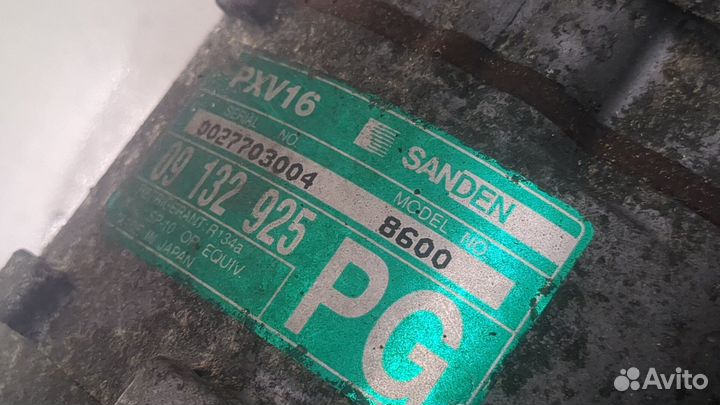 PXV16
SANDEN
SERIAL NO.
MODEL NO.
0027703004
8600
09 132 925
PG
REFRIGERANT R134a
SP-10 OR EQUIV.
IN JAPAN
Avito